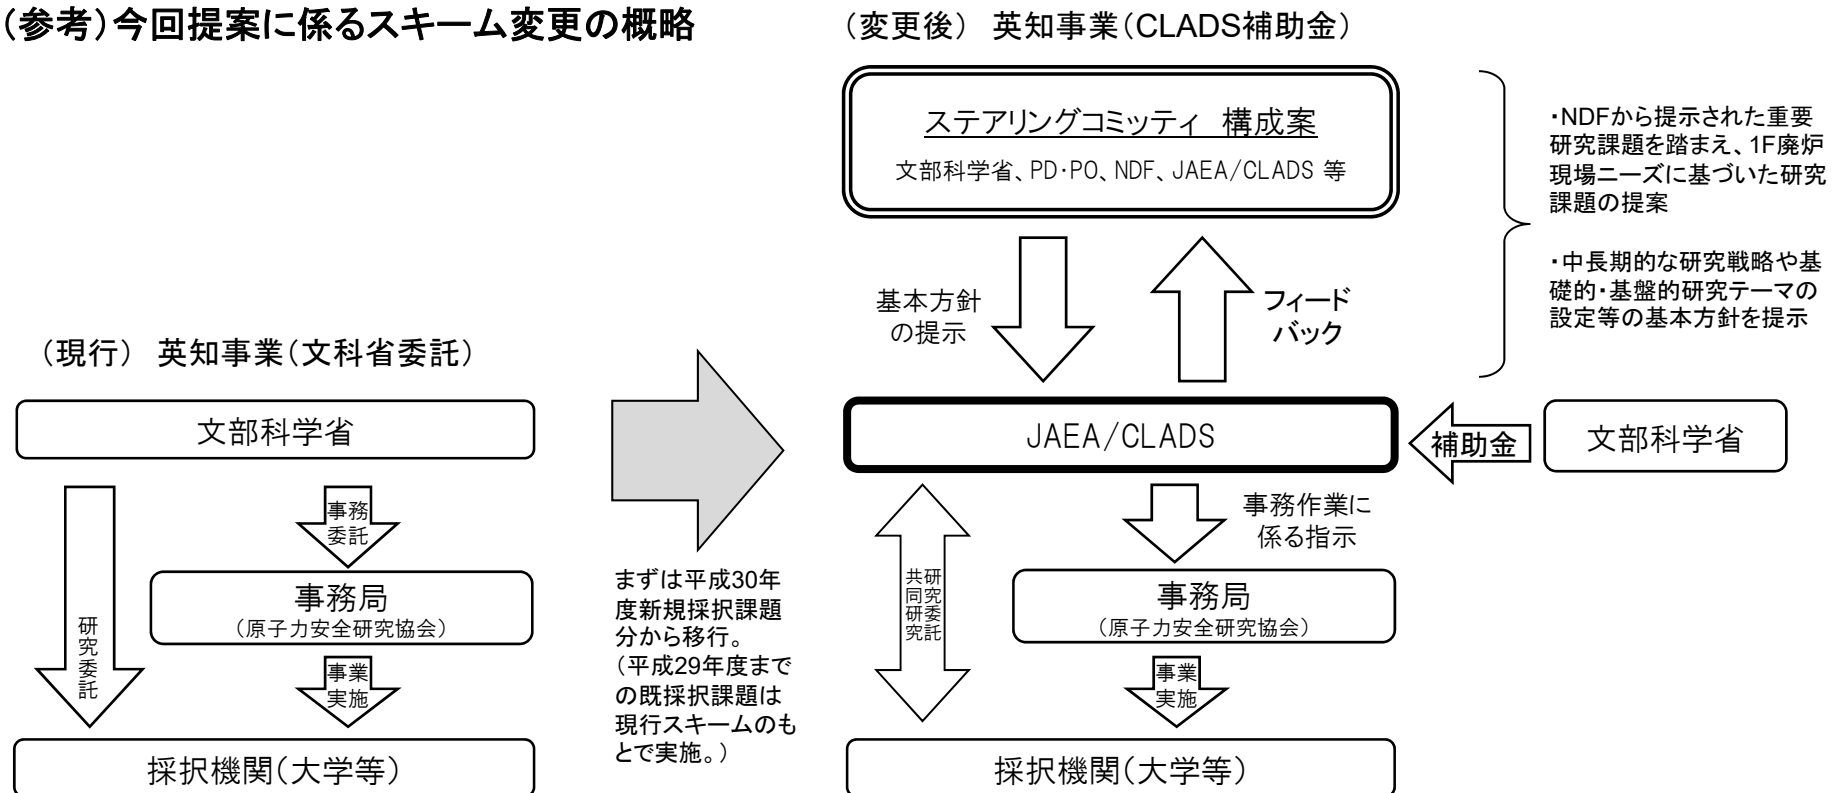 （参考）今回提案に係るスキーム変更の概略
（現行） 英知事業（文科省委託）
文部科学省
事務
委託
研究委託
事務局
（原子力安全研究協会）
事業
実施
採択機関（大学等）
まずは平成30年
度新規採択課題
分から移行。
（平成29年度まで
の既採択課題は
現行スキームのも
とで実施。）
（変更後） 英知事業（CLADS補助金）
ステアリングコミッティ 構成案
文部科学省、PD・PO、NDF、JAEA/CLADS 等
基本方針
の提示
フィード
バック
・NDFから提示された重要
研究課題を踏まえ、1F廃炉
現場ニーズに基づいた研究
課題の提案
・中長期的な研究戦略や基
礎的・基盤的研究テーマの
設定等の基本方針を提示
JAEA/CLADS
補助金
文部科学省
事務作業に
係る指示
研究委託
共同研究
事務局
（原子力安全研究協会）
事業
実施
採択機関（大学等）